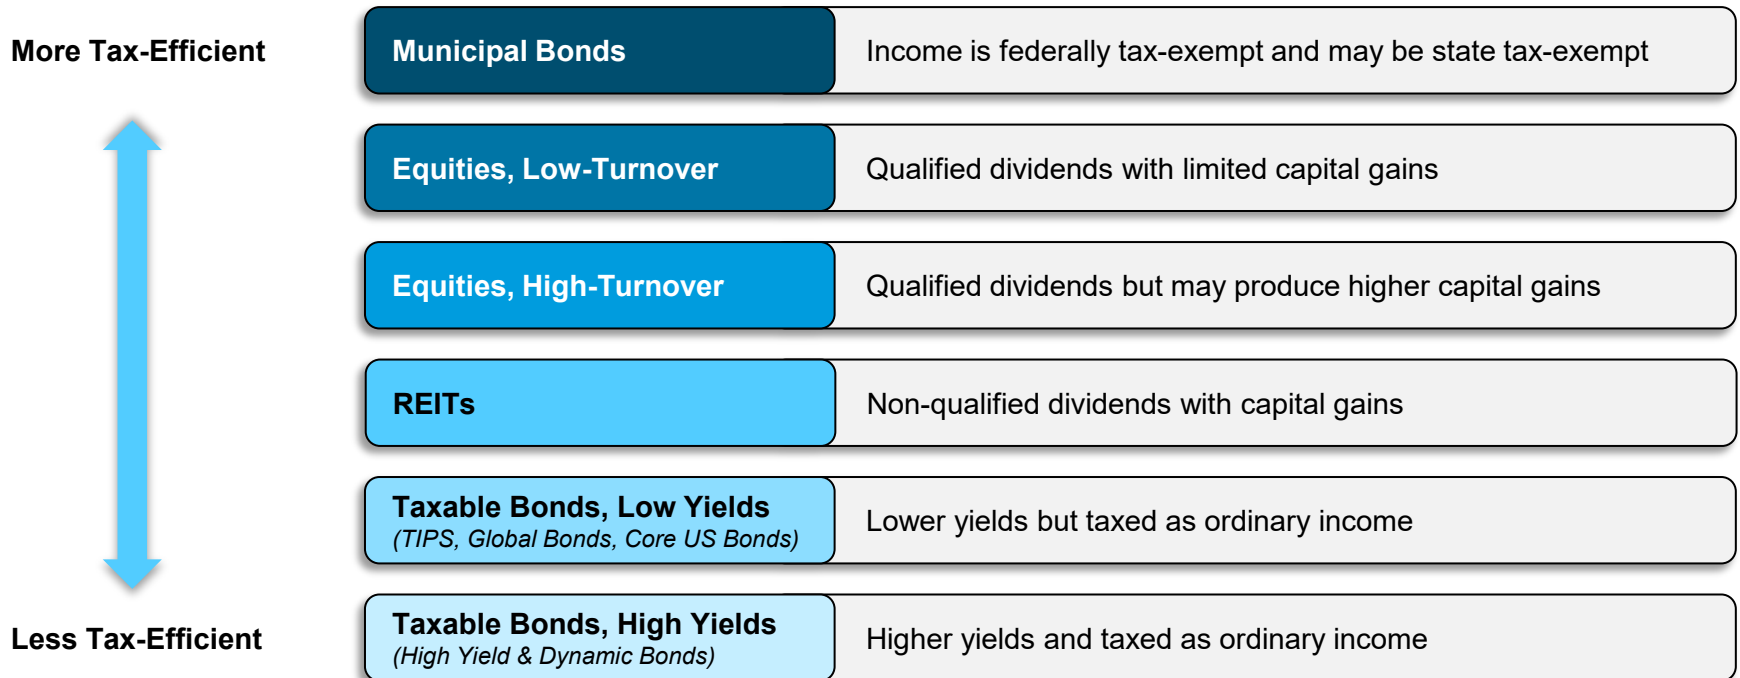 More Tax-Efficient
Municipal Bonds
Income is federally tax-exempt and may be state tax-exempt
Equities, Low-Turnover
Qualified dividends with limited capital gains
Equities, High-Turnover
Qualified dividends but may produce higher capital gains
REITs
Non-qualified dividends with capital gains
Taxable Bonds, Low Yields
(TIPS, Global Bonds, Core US Bonds)
Lower yields but taxed as ordinary income
Less Tax-Efficient
Taxable Bonds, High Yields
(High Yield & Dynamic Bonds)
Higher yields and taxed as ordinary income